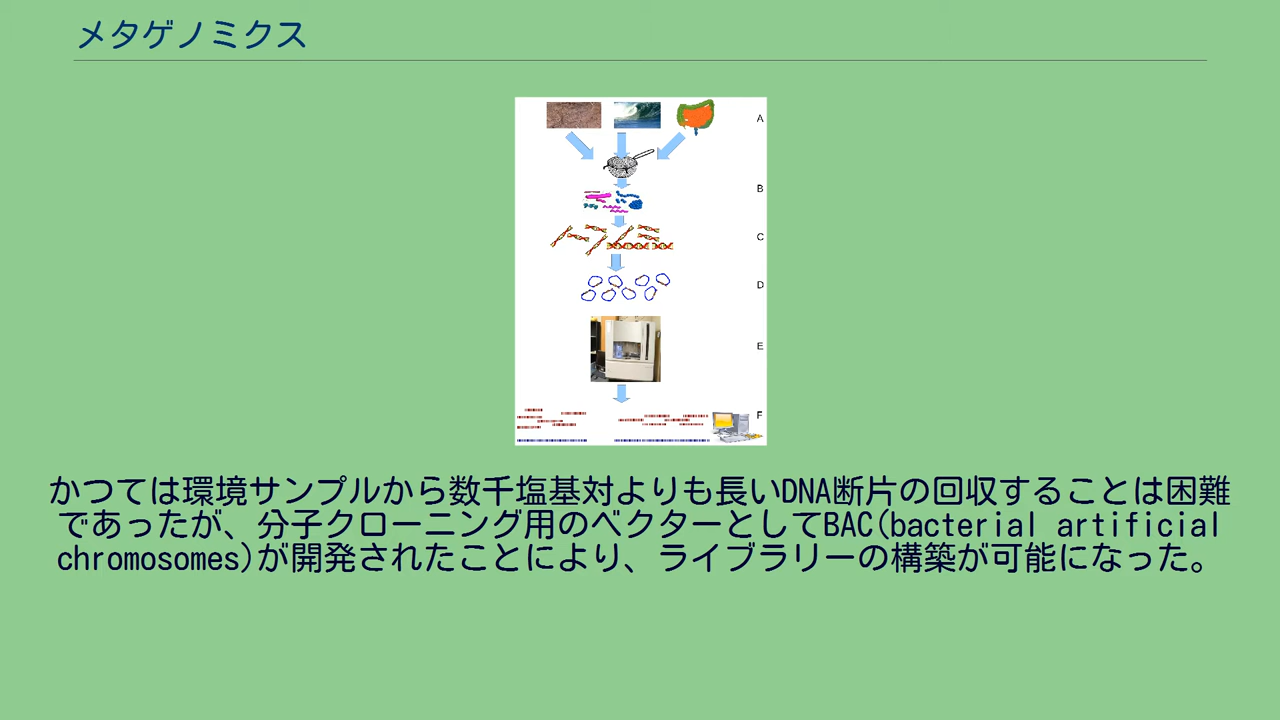 メタゲノミクス
A
B
C
D
E
F
かつては環境サンプルから数千塩基対よりも長いDNA断片の回収することは困難
であったが、分子クローニング用のベクターとしてBAC(bacterial artificial
chromosomes)が開発されたことにより、ライブラリーの構築が可能になった。